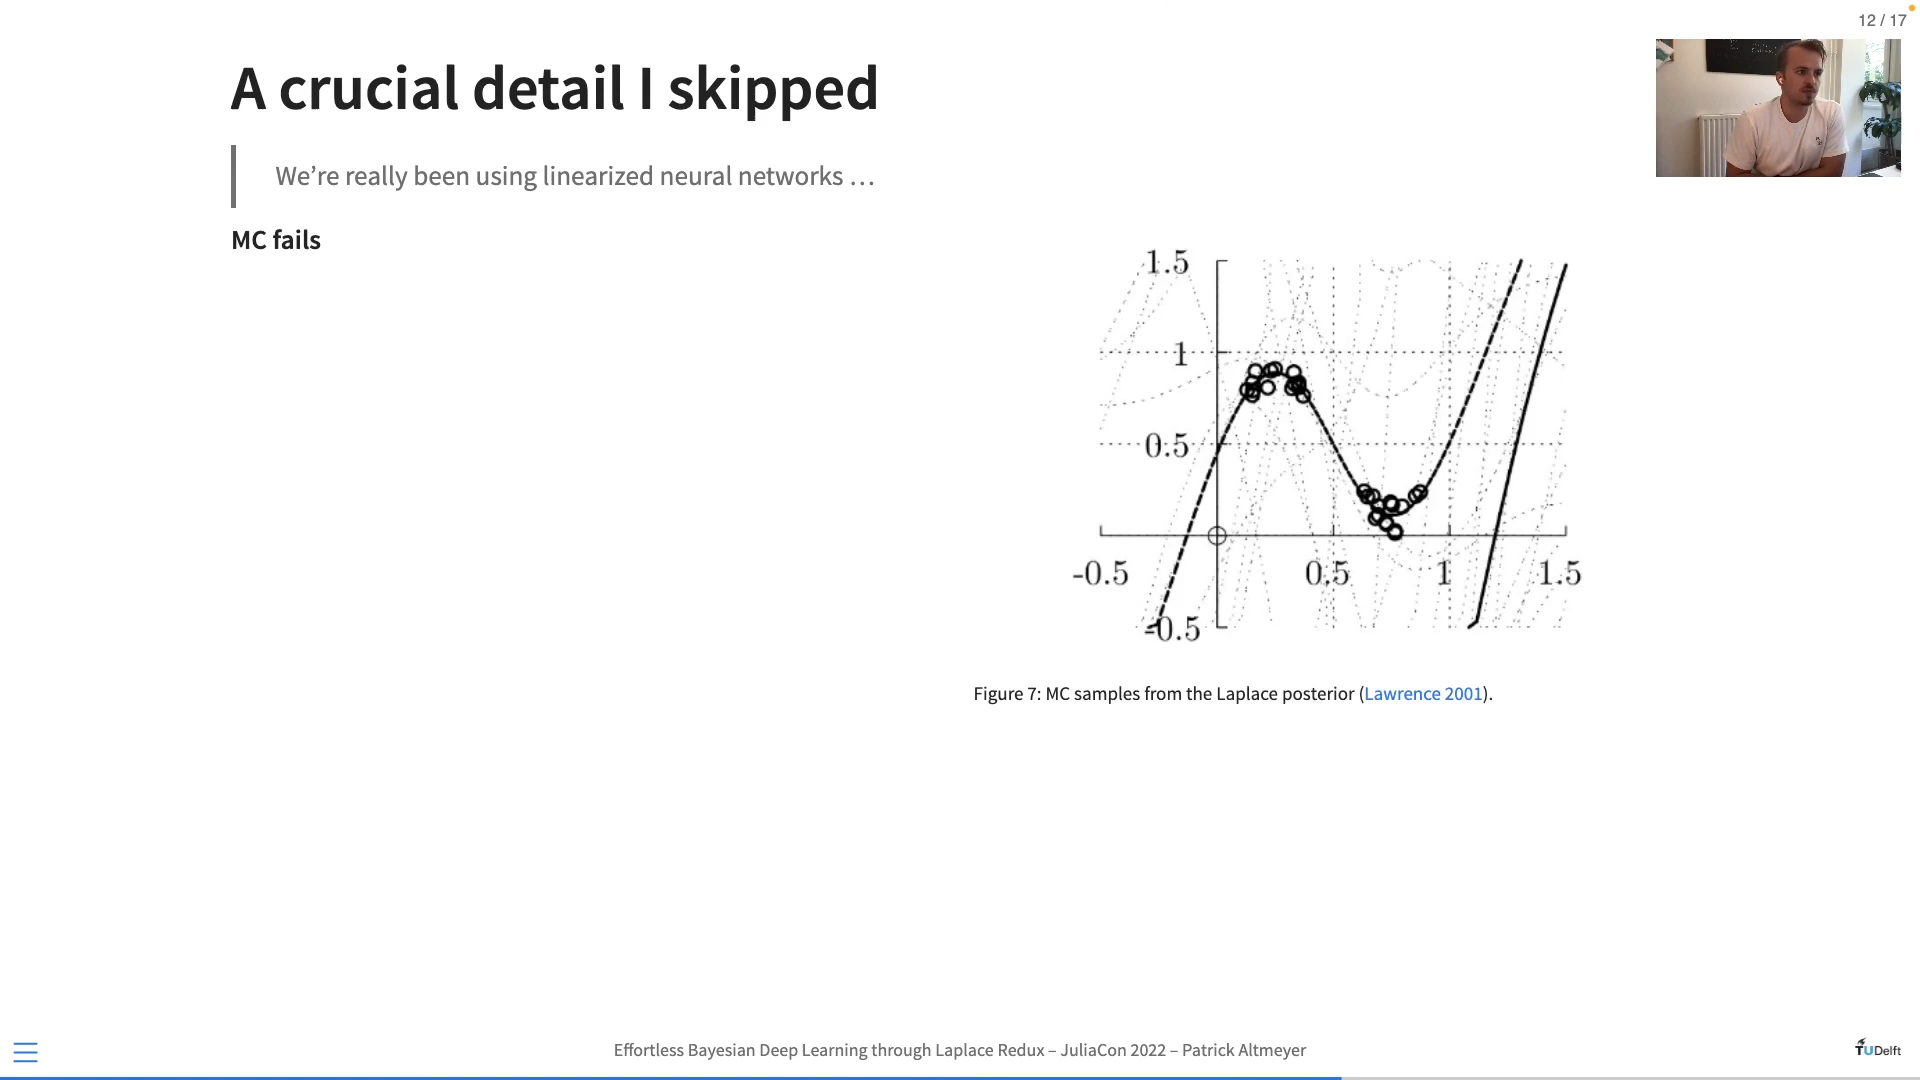 12 / 17
A crucial detail I skipped
We’re really been using linearized neural networks …
MC fails
1.5
1
0.5
-0.5
0.5
1
1.5
-0.5
Figure 7: MC samples from the Laplace posterior (Lawrence 2001).
Effortless Bayesian Deep Learning through Laplace Redux – JuliaCon 2022 – Patrick Altmeyer
TUDelft